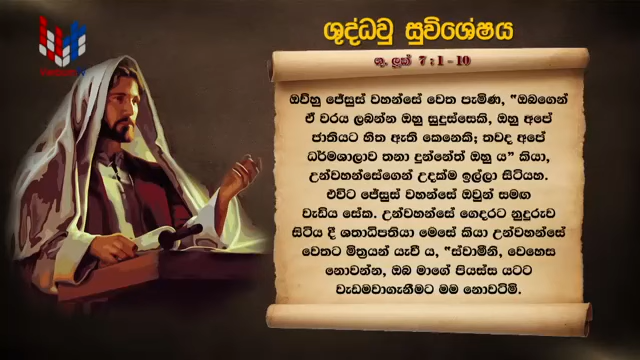 ශුද්ධවූ සුවිශේෂය
ශු. ලූක් 7 : 1 - 10
ඔව්හු ජේසුස් වහන්සේ වෙත පැමිණ, "ඔබගෙන්
ඒ වරය ලබන්න ඔහු සුදුස්සෙකි, ඔහු අපේ
ජාතියට හිත ඇති කෙනෙකි; තවද අපේ
ධර්මශාලාව තනා දුන්නේත් ඔහු ය" කියා,
උන්වහන්සේගෙන් උදක්ම ඉල්ලා සිටියහ.
එවිට ජේසුස් වහන්සේ ඔවුන් සමඟ
වැඩිය සේක. උන්වහන්සේ ගෙදරට නුදුරුව
සිටිය දී ශතාධිපතියා මෙසේ කියා උන්වහන්සේ
වෙතට මිත්‍රයන් යැවී ය, "ස්වාමීනි, වෙහෙස
නොවන්න, ඔබ මාගේ පියස්ස යටට
වැඩමවාගැනීමට මම නොවටිමි.